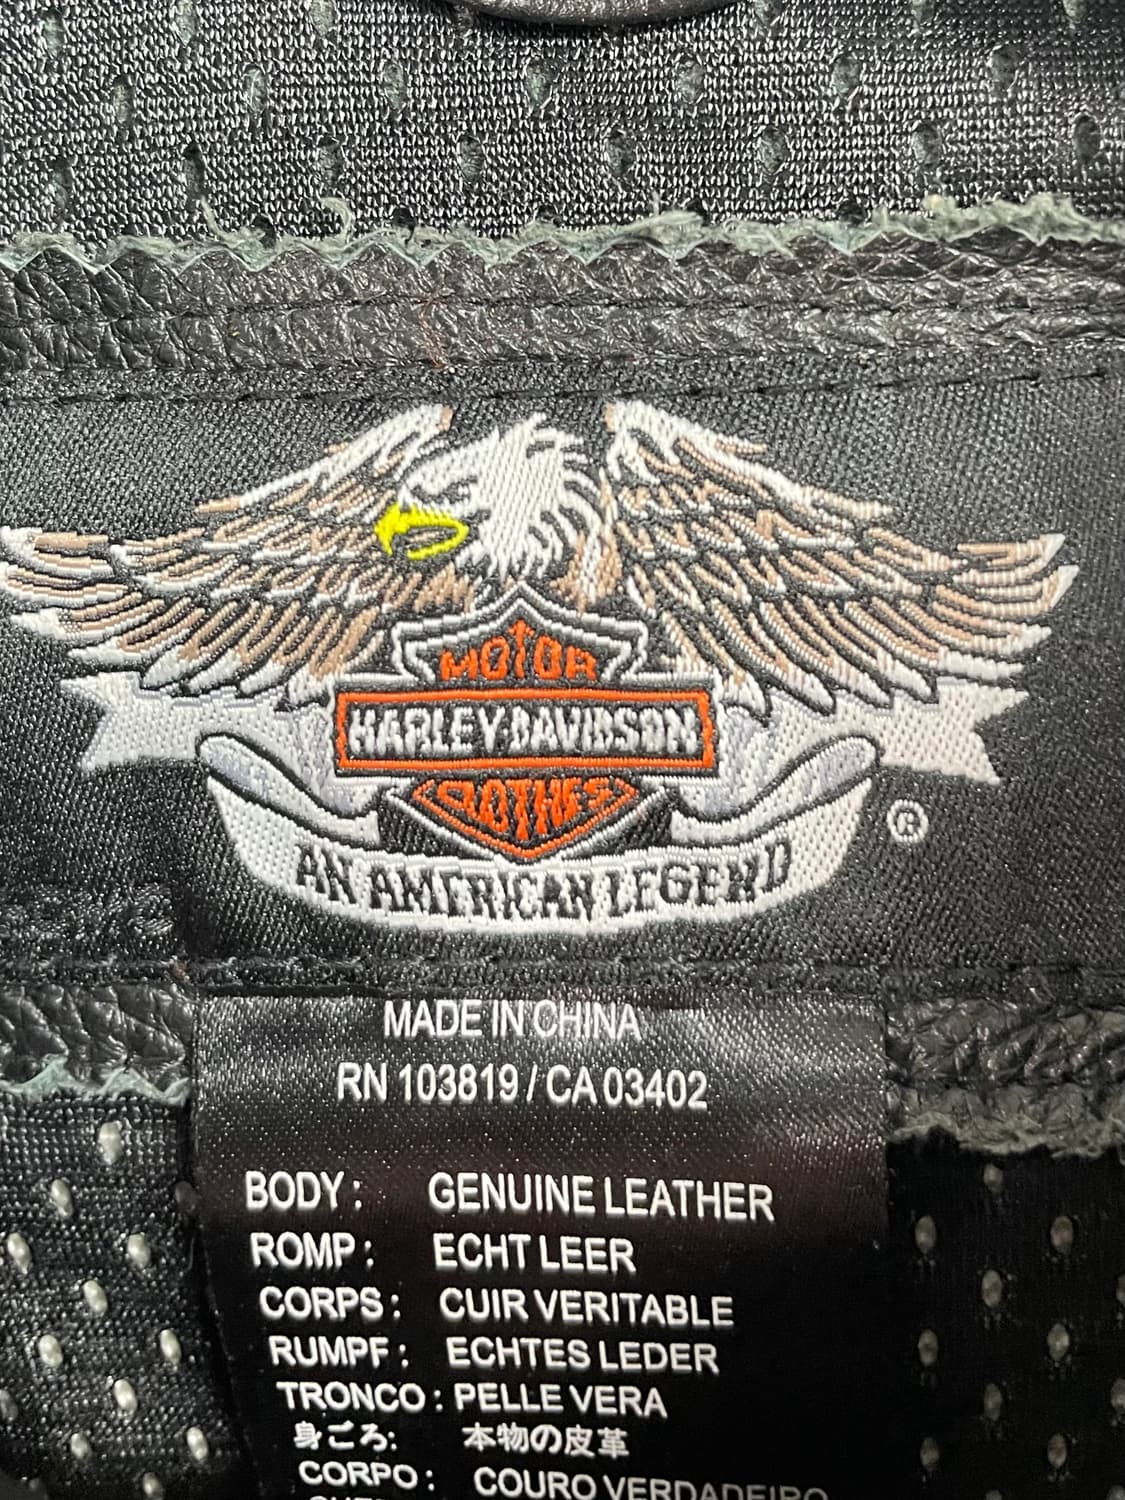 MOTOR
HARLEY-DAVIDSON
CLOTHES
®
AN AMERICAN LEGEND
MADE IN CHINA
RN 103819 / CA 03402
BODY : GENUINE LEATHER
ROMP : ECHT LEER
CORPS : CUIR VERITABLE
RUMPF : ECHTES LEDER
TRONCO : PELLE VERA
身ごろ: 本物の皮革
CORPO : COURO VERDADEIRO